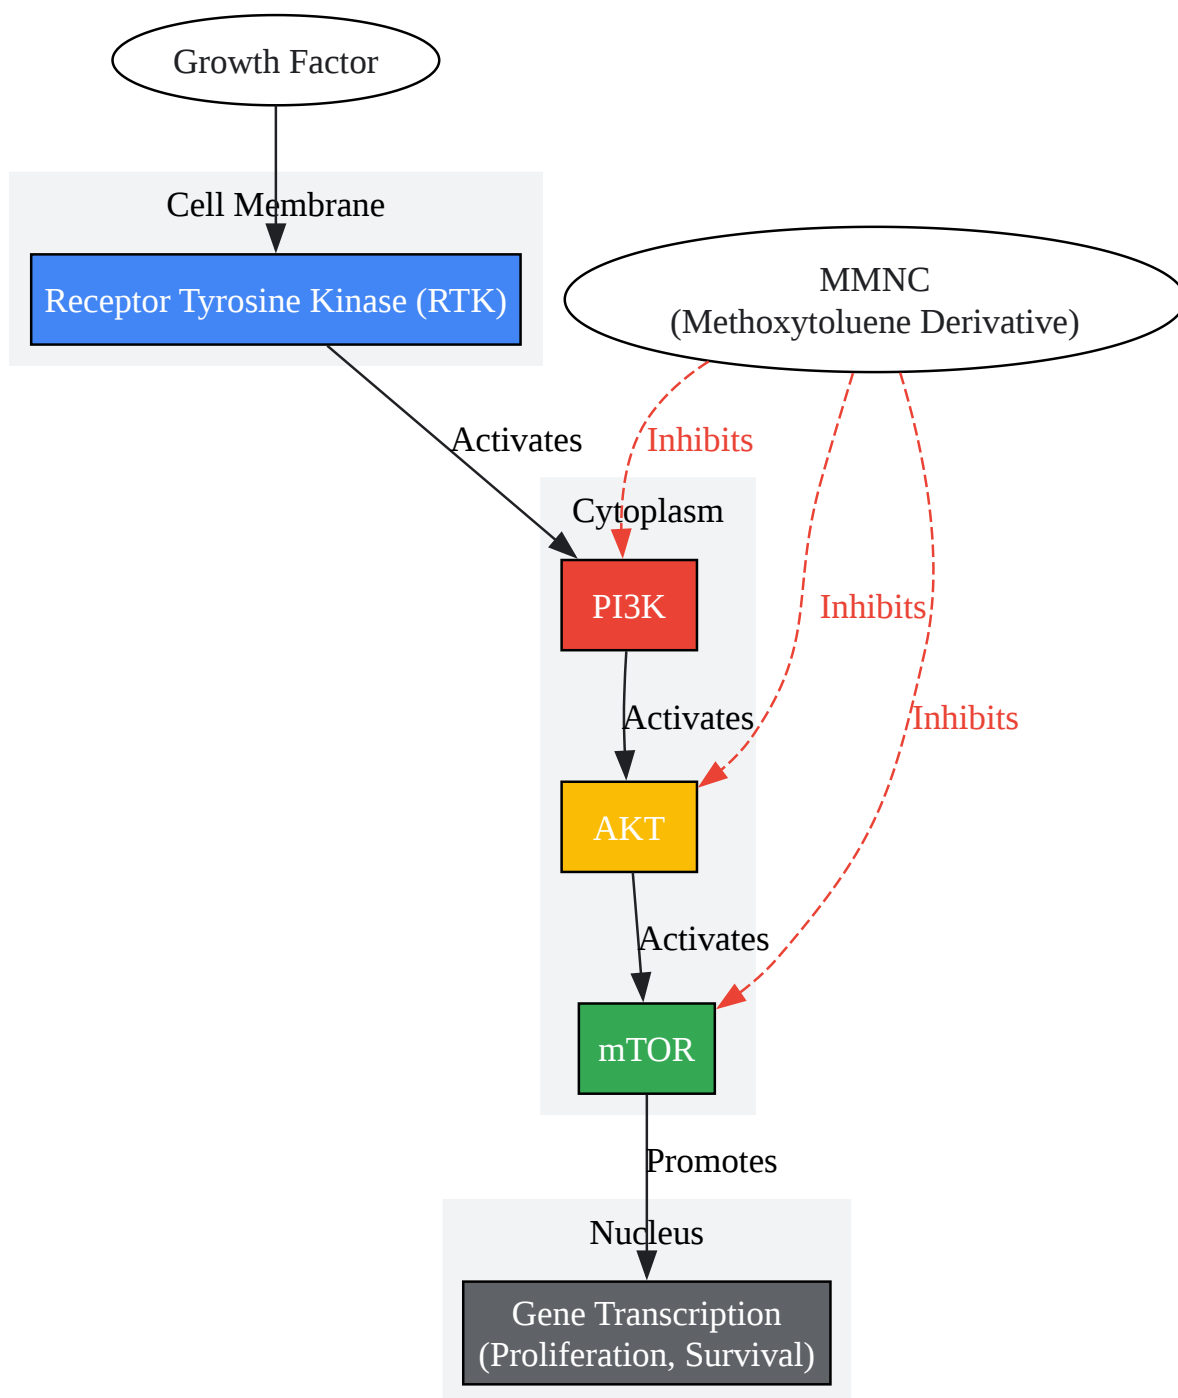 Growth Factor
Cell Membrane
Receptor Tyrosine Kinase (RTK)
MMNC
(Methoxytoluene Derivative)
Activates
Inhibits
Cytoplasm
PI3K
Inhibits
Activates
Inhibits
AKT
Activates
mTOR
Promotes
Nucleus
Gene Transcription
(Proliferation, Survival)